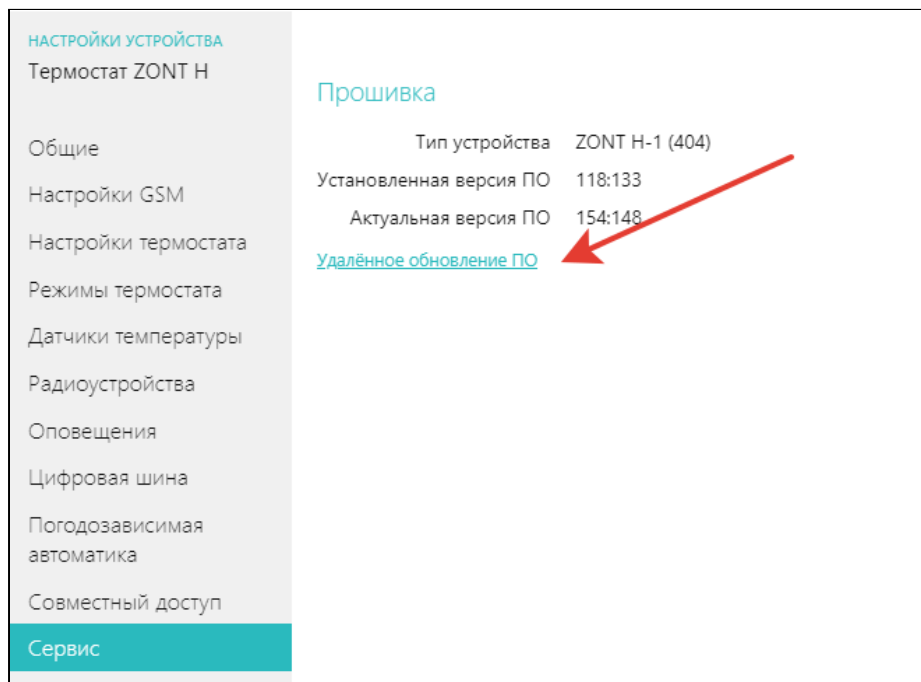 НАСТРОЙКИ УСТРОЙСТВА
Термостат ZONT H
Общие
Настройки GSM
Настройки термостата
Режимы термостата
Датчики температуры
Радиоустройства
Оповещения
Цифровая шина
Погодозависимая
автоматика
Совместный доступ
Сервис
Прошивка
Тип устройства ZONT H-1 (404)
Установленная версия ПО 118:133
Актуальная версия ПО 154:148
Удалённое обновление ПО